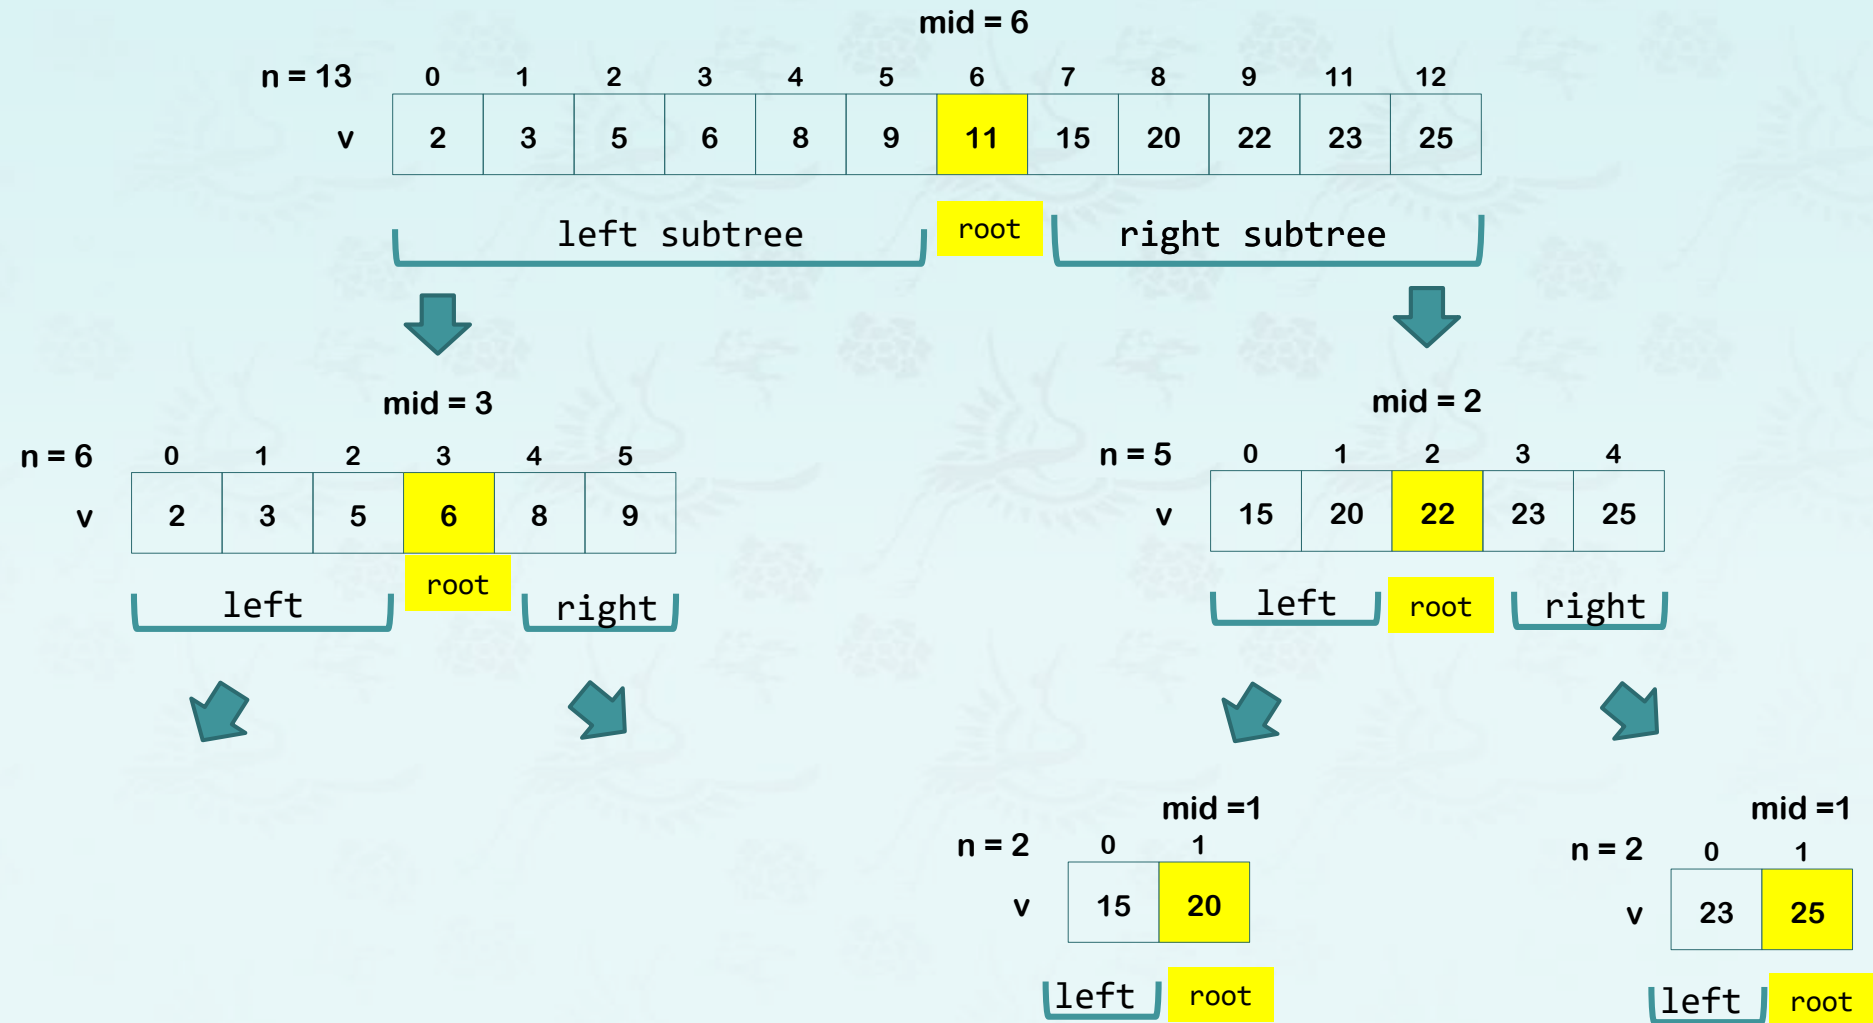 mid = 6
n = 13 0 1 2 3 4 5 6 7 8 9 11 12
v 2 3 5 6 8 9 11 15 20 22 23 25
left subtree root right subtree
mid = 3 mid = 2
n = 6 0 1 2 3 4 5 n = 5 0 1 2 3 4
v 2 3 5 6 8 9 v 15 20 22 23 25
left root right left root right
mid =1 mid =1
n = 2 0 1 n = 2 0 1
v 15 20 v 23 25
left root left root